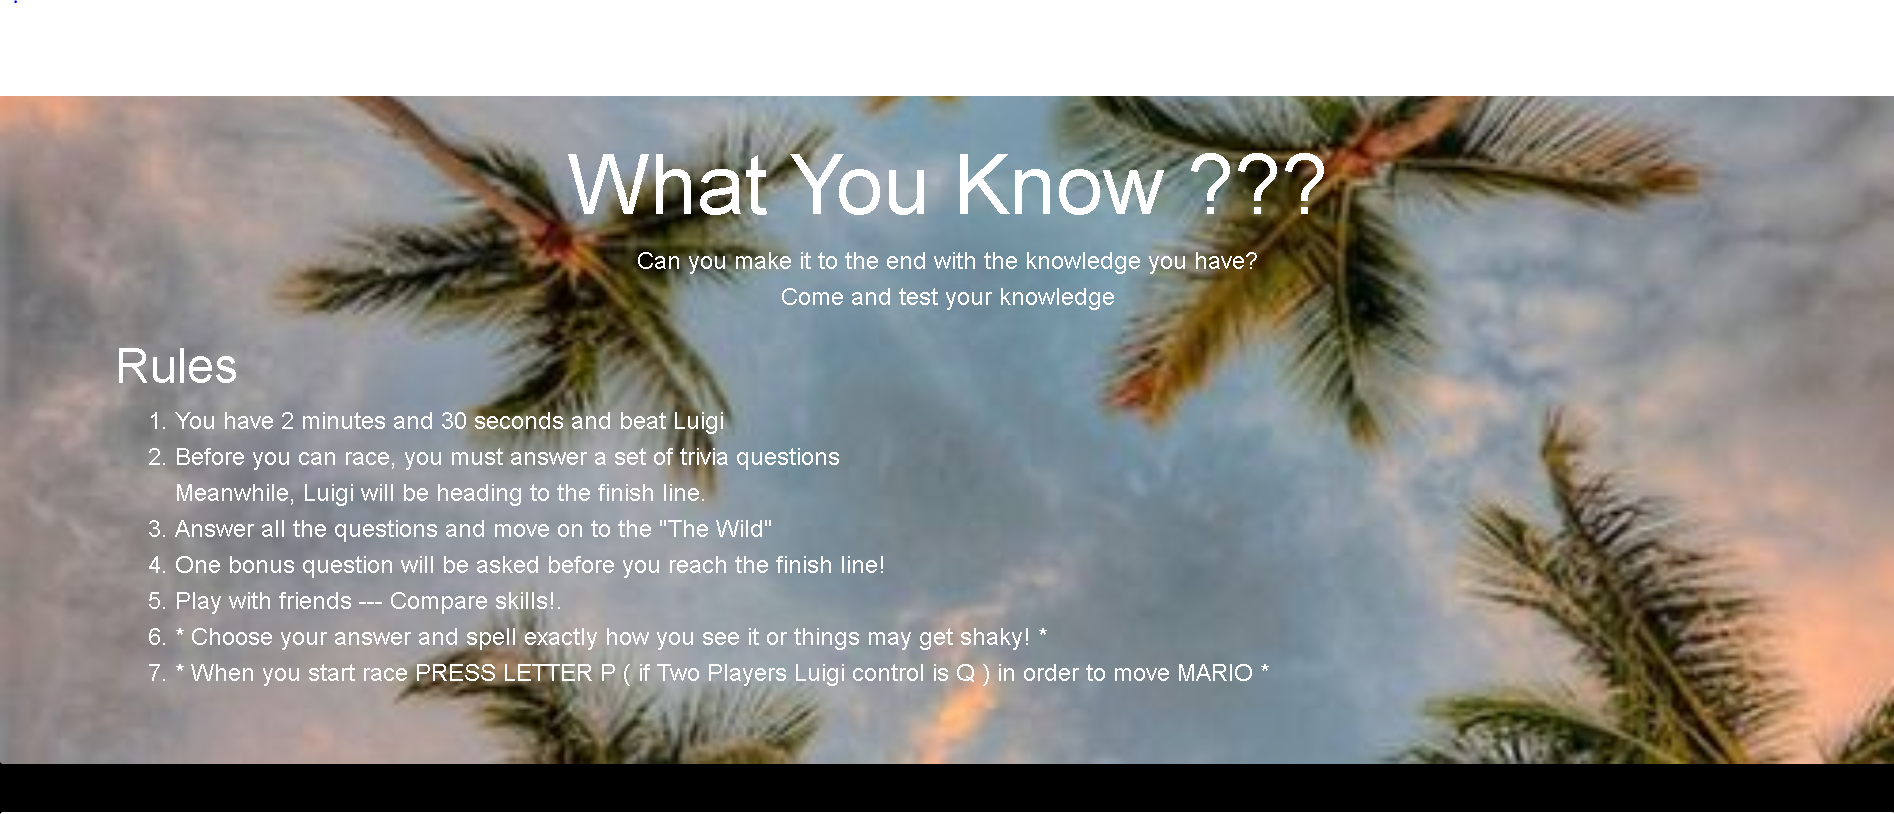 What You Know ???
Can you make it to the end with the knowledge you have?
Come and test your knowledge
Rules
1. You have 2 minutes and 30 seconds and beat Luigi
2. Before you can race, you must answer a set of trivia questions
Meanwhile, Luigi will be heading to the finish line.
3. Answer all the questions and move on to the "The Wild"
4. One bonus question will be asked before you reach the finish line!
5. Play with friends --- Compare skills!.
6. * Choose your answer and spell exactly how you see it or things may get shaky! *
7. * When you start race PRESS LETTER P ( if Two Players Luigi control is Q ) in order to move MARIO *